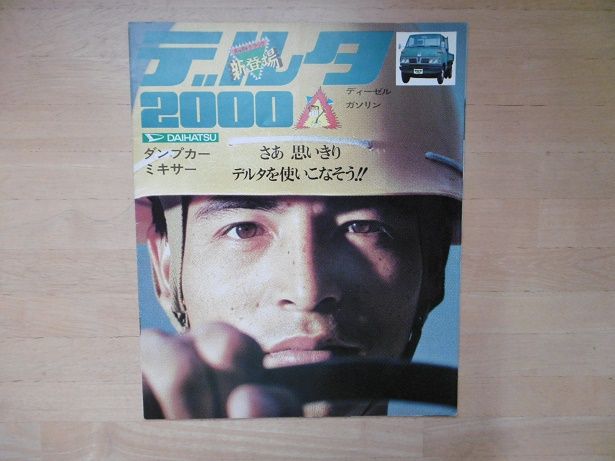 デルタ
新登場
2000
ディーゼル
ガソリン
DAIHATSU
ダンプカー
ミキサー
さあ 思いきり
デルタを使いこなそう!!